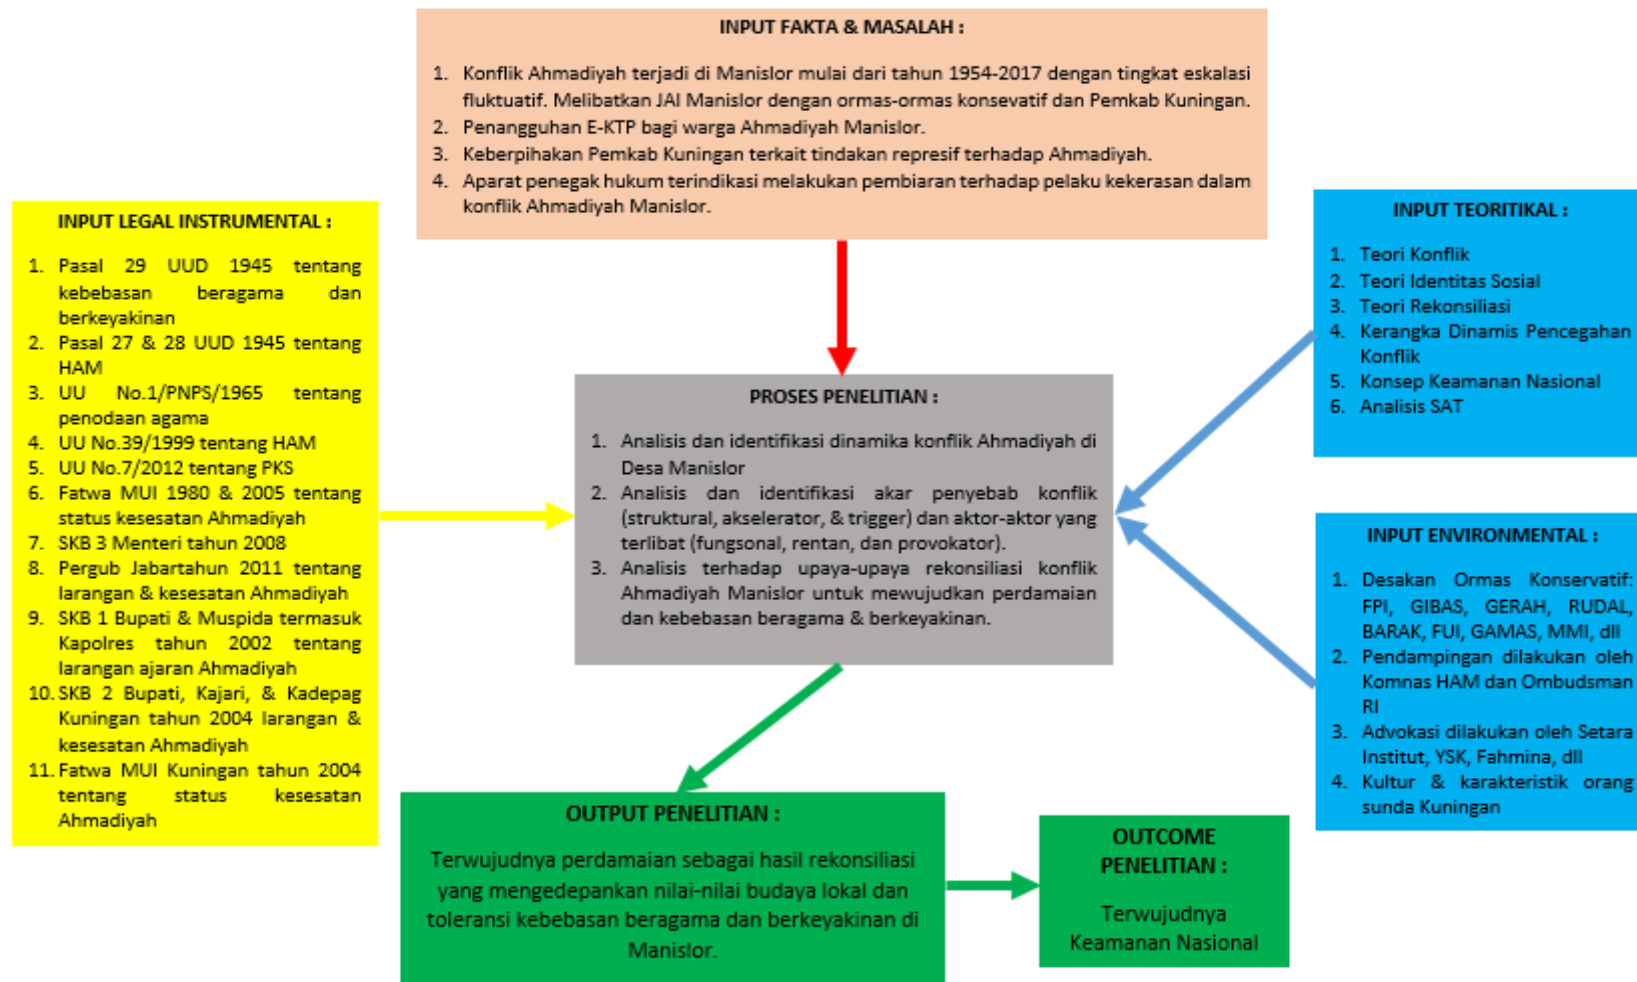 INPUT FAKTA & MASALAH :
1. Konflik Ahmadiyah terjadi di Manislor mulai dari tahun 1954-2017 dengan tingkat eskalasi
fluktuatif. Melibatkan JAI Manislor dengan ormas-ormas konsevatif dan Pemkab Kuningan.
2. Penangguhan E-KTP bagi warga Ahmadiyah Manislor.
3. Keberpihakan Pemkab Kuningan terkait tindakan represif terhadap Ahmadiyah.
4. Aparat penegak hukum terindikasi melakukan pembiaran terhadap pelaku kekerasan dalam
konflik Ahmadiyah Manislor.
INPUT LEGAL INSTRUMENTAL :
1. Pasal 29 UUD 1945 tentang
kebebasan beragama dan
berkeyakinan
2. Pasal 27 & 28 UUD 1945 tentang
HAM
3. UU No.1/PNPS/1965 tentang
penodaan agama
4. UU No.39/1999 tentang HAM
5. UU No.7/2012 tentang PKS
6. Fatwa MUI 1980 & 2005 tentang
status kesesatan Ahmadiyah
7. SKB 3 Menteri tahun 2008
8. Pergub Jabartahun 2011 tentang
larangan & kesesatan Ahmadiyah
9. SKB 1 Bupati & Muspida termasuk
Kapolres tahun 2002 tentang
larangan ajaran Ahmadiyah
10. SKB 2 Bupati, Kajari, & Kadepag
Kuningan tahun 2004 larangan &
kesesatan Ahmadiyah
11. Fatwa MUI Kuningan tahun 2004
tentang status kesesatan
Ahmadiyah
PROSES PENELITIAN :
1. Analisis dan identifikasi dinamika konflik Ahmadiyah di
Desa Manislor
2. Analisis dan identifikasi akar penyebab konflik
(struktural, akselerator, & trigger) dan aktor-aktor yang
terlibat (fungsonal, rentan, dan provokator).
3. Analisis terhadap upaya-upaya rekonsiliasi konflik
Ahmadiyah Manislor untuk mewujudkan perdamaian
dan kebebasan beragama & berkeyakinan.
INPUT TEORITIKAL :
1. Teori Konflik
2. Teori Identitas Sosial
3. Teori Rekonsiliasi
4. Kerangka Dinamis Pencegahan
Konflik
5. Konsep Keamanan Nasional
6. Analisis SAT
INPUT ENVIRONMENTAL :
1. Desakan Ormas Konservatif:
FPI, GIBAS, GERAH, RUDAL,
BARAK, FUI, GAMAS, MMI, dll
2. Pendampingan dilakukan oleh
Komnas HAM dan Ombudsman
RI
3. Advokasi dilakukan oleh Setara
Institut, YSK, Fahmina, dll
4. Kultur & karakteristik orang
sunda Kuningan
OUTPUT PENELITIAN :
Terwujudnya perdamaian sebagai hasil rekonsiliasi
yang mengedepankan nilai-nilai budaya lokal dan
toleransi kebebasan beragama dan berkeyakinan di
Manislor.
OUTCOME
PENELITIAN :
Terwujudnya
Keamanan Nasional